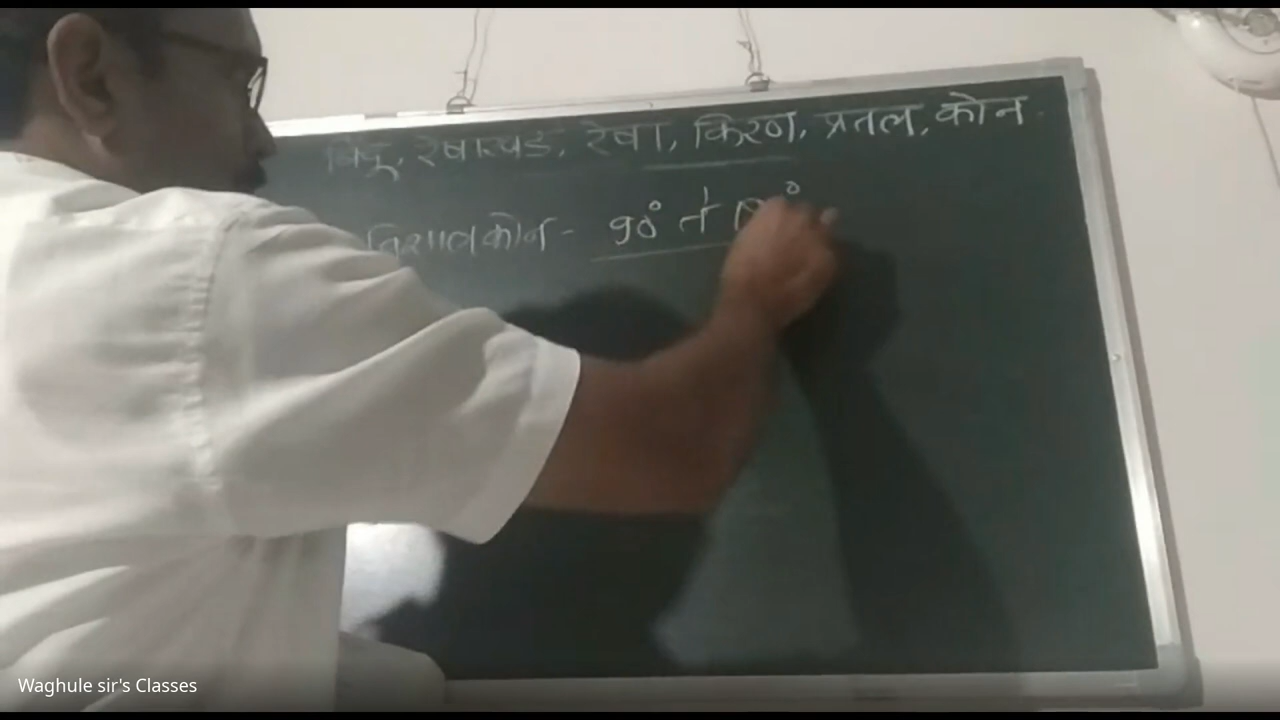 बिंदू, रेषाखंड, रेषा, किरण, प्रतल, कोन
विशालकोन - 90° ते
Waghule sir's Classes